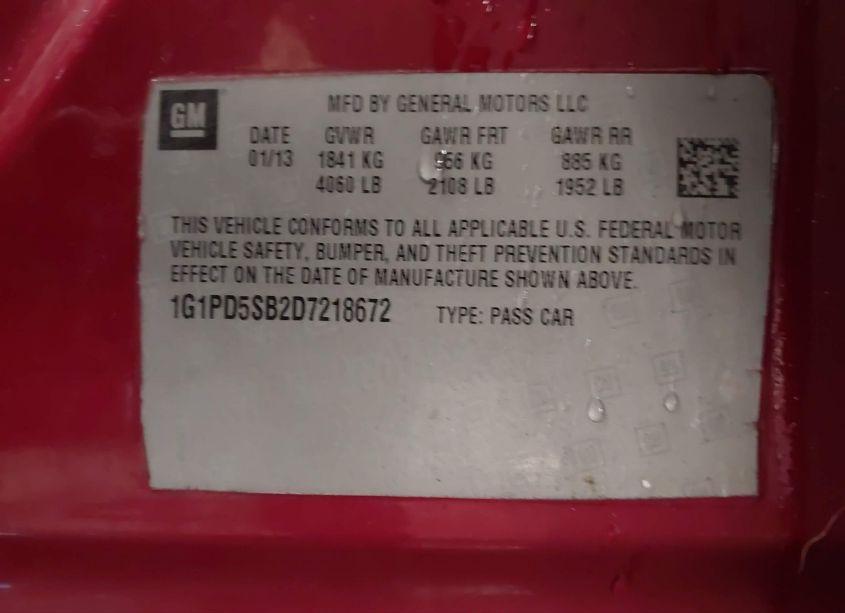 GM
MFD BY GENERAL MOTORS LLC
DATE GVWR GAWR FRT GAWR RR
01/13 1841 KG 956 KG 885 KG
4060 LB 2108 LB 1952 LB
THIS VEHICLE CONFORMS TO ALL APPLICABLE U.S. FEDERAL MOTOR
VEHICLE SAFETY, BUMPER, AND THEFT PREVENTION STANDARDS IN
EFFECT ON THE DATE OF MANUFACTURE SHOWN ABOVE.
1G1PD5SB2D7218672 TYPE: PASS CAR